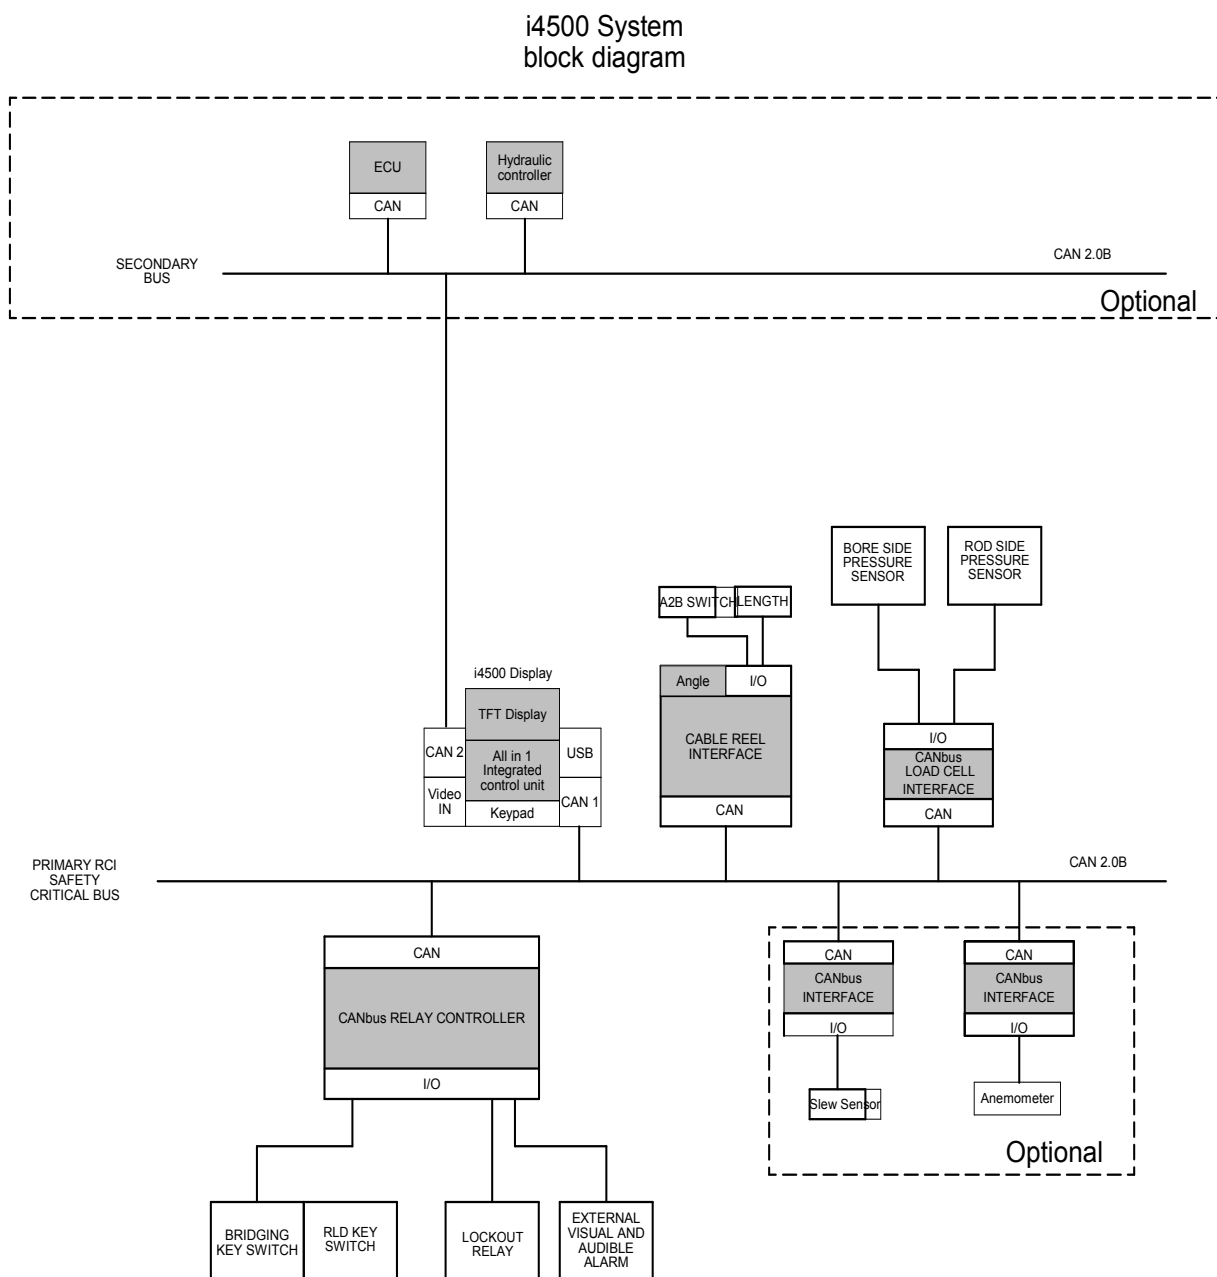 i4500 System
block diagram
ECU
CAN
Hydraulic
controller
CAN
SECONDARY
BUS
CAN 2.0B
Optional
BORE SIDE
PRESSURE
SENSOR
ROD SIDE
PRESSURE
SENSOR
A2B SWITCH
LENGTH
i4500 Display
TFT Display
CAN 2
All in 1
Integrated
control unit
USB
Video
IN
Keypad
CAN 1
Angle
I/O
CABLE REEL
INTERFACE
CAN
I/O
CANbus
LOAD CELL
INTERFACE
CAN
PRIMARY RCI
SAFETY
CRITICAL BUS
CAN 2.0B
CAN
CANbus RELAY CONTROLLER
I/O
CAN
CANbus
INTERFACE
I/O
Slew Sensor
CAN
CANbus
INTERFACE
I/O
Anemometer
Optional
BRIDGING
KEY SWITCH
RLD KEY
SWITCH
LOCKOUT
RELAY
EXTERNAL
VISUAL AND
AUDIBLE
ALARM